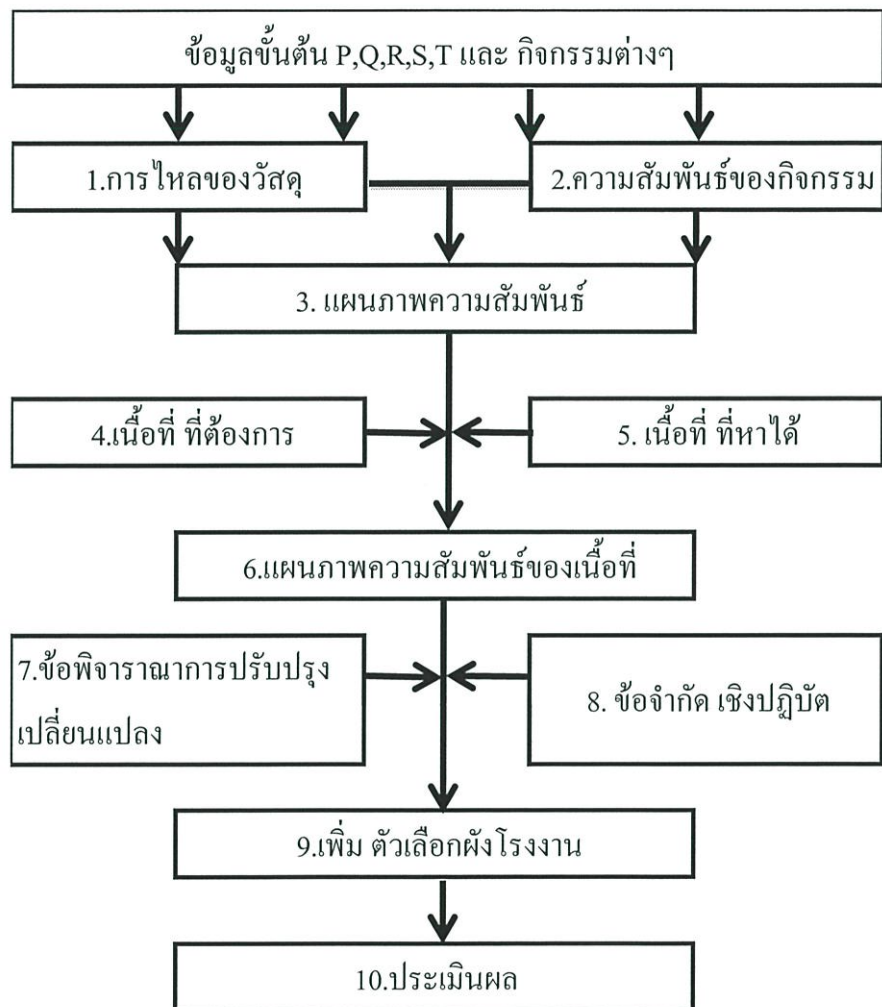 ข้อมูลขั้นต้น P,Q,R,S,T และ กิจกรรมต่างๆ
1.การไหลของวัสดุ
2.ความสัมพันธ์ของกิจกรรม
3. แผนภาพความสัมพันธ์
4.เนื้อที่ ที่ต้องการ
5. เนื้อที่ ที่หาได้
6.แผนภาพความสัมพันธ์ของเนื้อที่
7.ข้อพิจาราณาการปรับปรุง
เปลี่ยนแปลง
8. ข้อจำกัด เชิงปฏิบัต
9.เพิ่ม ตัวเลือกผังโรงงาน
10.ประเมินผล